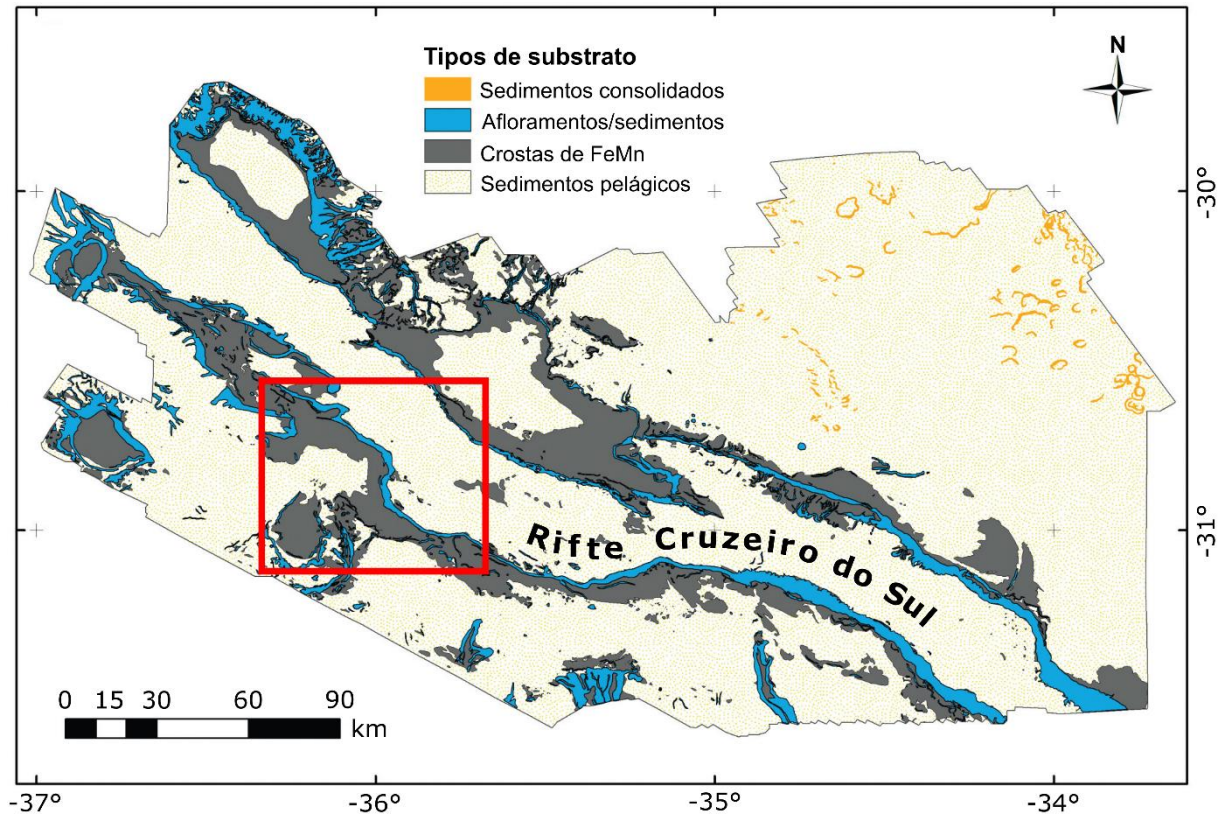 Tipos de substrato
N
Sedimentos consolidados
Afloramentos/sedimentos
Crostas de FeMn
Sedimentos pelágicos
-30°
-31°
Rifte Cruzeiro do Sul
0 15 30 60 90
km
-37° -36° -35° -34°